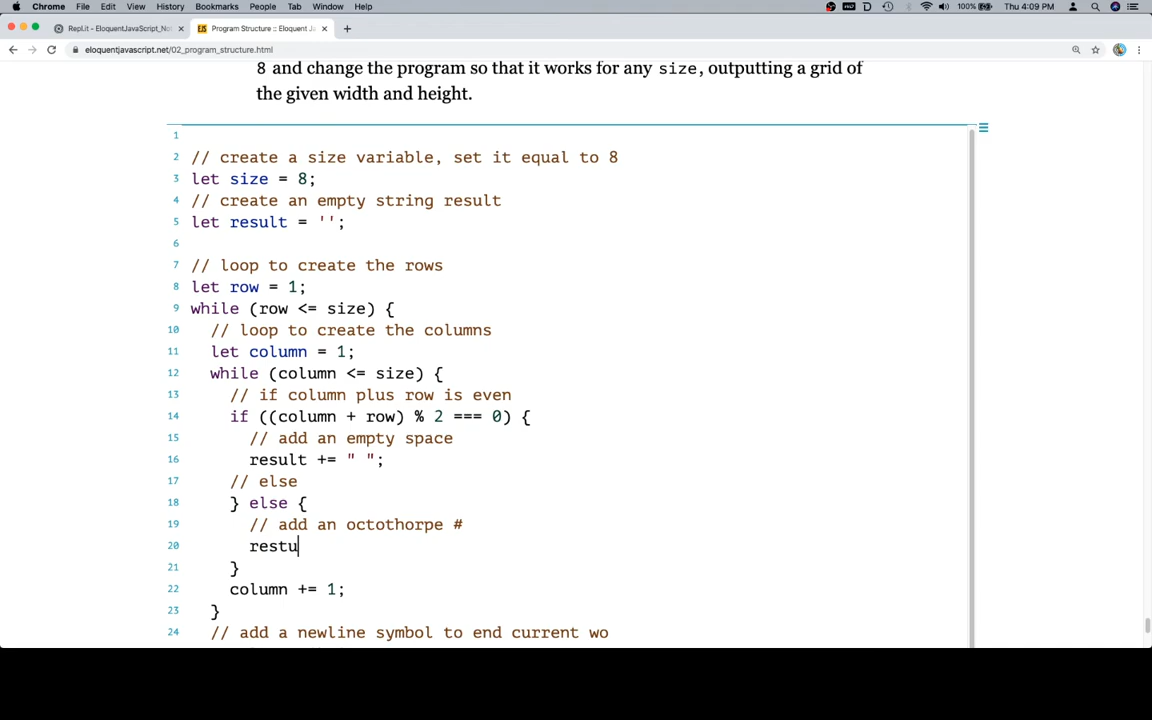 Chrome File Edit View History Bookmarks People Tab Window Help 100% Thu 4:09 PM
Repl.it - EloquentJavaScript_No Program Structure :: Eloquent Ja
eloquentjavascript.net/02_program_structure.html
8 and change the program so that it works for any size, outputting a grid of
the given width and height.
1
2 // create a size variable, set it equal to 8
3 let size = 8;
4 // create an empty string result
5 let result = '';
6
7 // loop to create the rows
8 let row = 1;
9 while (row <= size) {
10 // loop to create the columns
11 let column = 1;
12 while (column <= size) {
13 // if column plus row is even
14 if ((column + row) % 2 === 0) {
15 // add an empty space
16 result += " ";
17 // else
18 } else {
19 // add an octothorpe #
20 restu
21 }
22 column += 1;
23 }
24 // add a newline symbol to end current wo